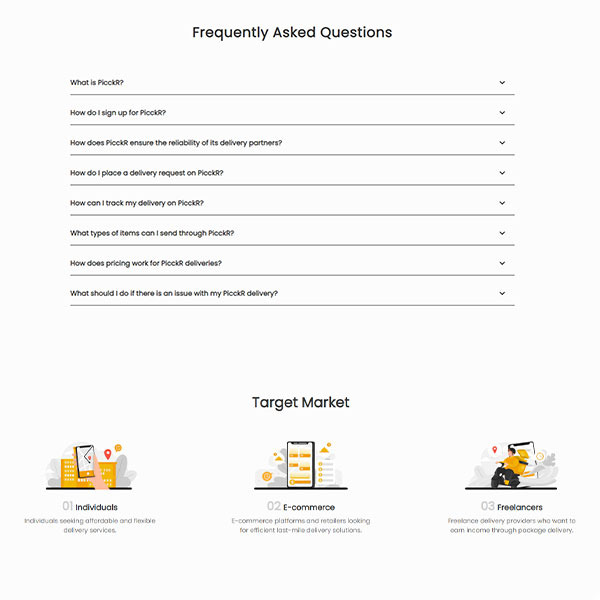 Frequently Asked Questions
What is PicckR?
How do I sign up for PicckR?
How does PicckR ensure the reliability of its delivery partners?
How do I place a delivery request on PicckR?
How can I track my delivery on PicckR?
What types of items can I send through PicckR?
How does pricing work for PicckR deliveries?
What should I do if there is an issue with my PicckR delivery?
Target Market
01 Individuals
Individuals seeking affordable and flexible
delivery services.
02 E-commerce
E-commerce platforms and retailers looking
for efficient last-mile delivery solutions.
03 Freelancers
Freelance delivery providers who want to
earn income through package delivery.